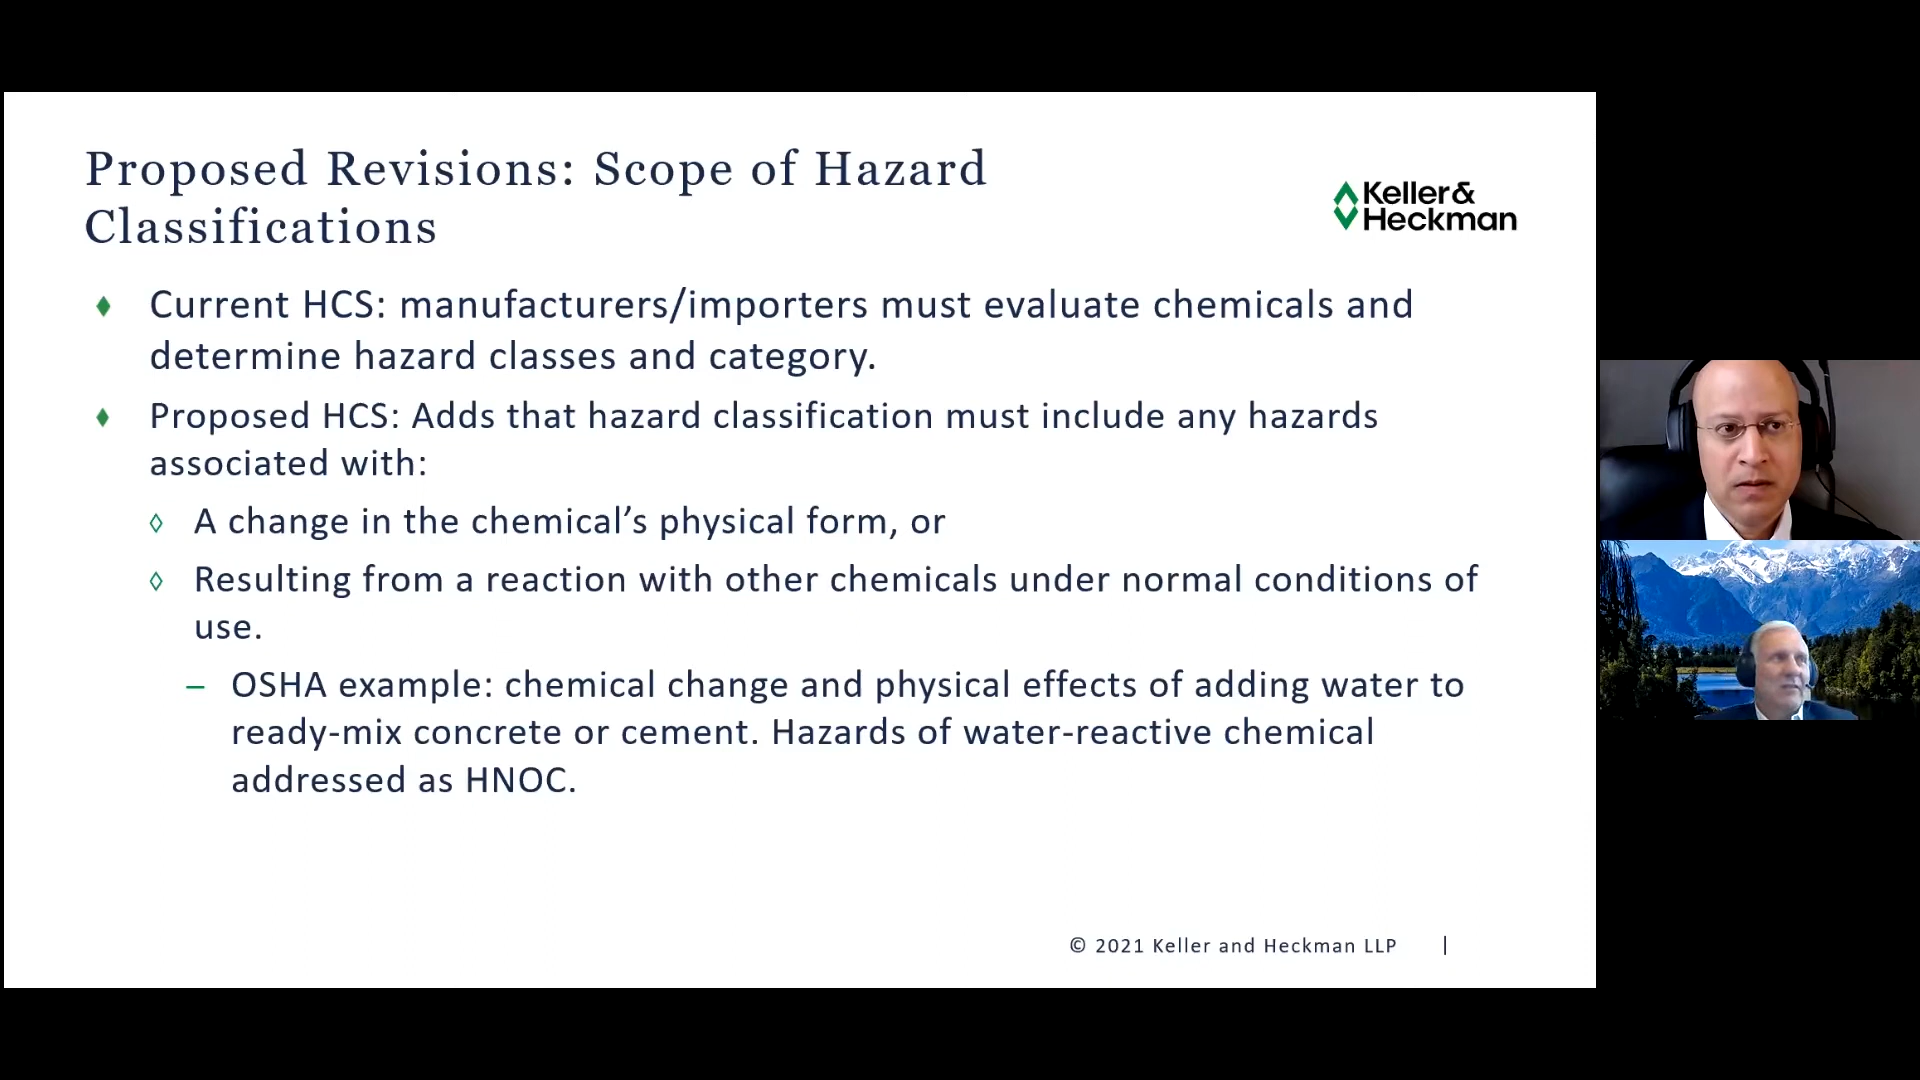 Proposed Revisions: Scope of Hazard
Classifications
Keller&
Heckman
Current HCS: manufacturers/importers must evaluate chemicals and
determine hazard classes and category.
Proposed HCS: Adds that hazard classification must include any hazards
associated with:
A change in the chemical’s physical form, or
Resulting from a reaction with other chemicals under normal conditions of
use.
– OSHA example: chemical change and physical effects of adding water to
ready-mix concrete or cement. Hazards of water-reactive chemical
addressed as HNOC.
© 2021 Keller and Heckman LLP |